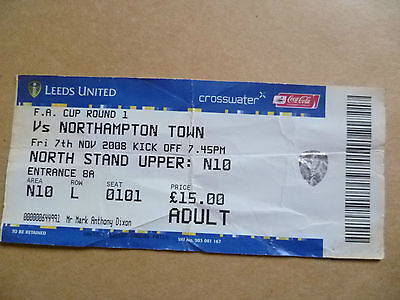 LEEDS UNITED crosswater Coca-Cola
F.A. CUP ROUND 1
Vs NORTHAMPTON TOWN
Fri 7th NOV 2008 KICK OFF 7.45PM
NORTH STAND UPPER: N10
ENTRANCE 8A
AREA ROW SEAT PRICE
N10 L 0101 £15.00
ADULT
000000644991 Mr Mark Anthony Dixon
TO BE RETAINED